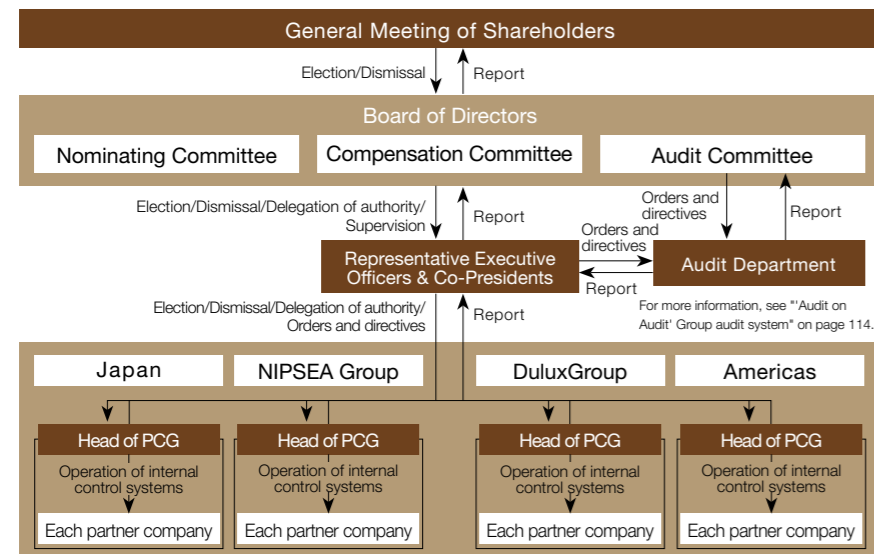 General Meeting of Shareholders
Election/Dismissal
Report
Board of Directors
Nominating Committee
Compensation Committee
Audit Committee
Election/Dismissal/Delegation of authority/
Supervision
Report
Orders and
directives
Report
Orders and
directives
Representative Executive
Officers & Co-Presidents
Audit Department
Report
For more information, see "'Audit on
Audit' Group audit system" on page 114.
Election/Dismissal/Delegation of authority/
Orders and directives
Report
Japan
NIPSEA Group
DuluxGroup
Americas
Head of PCG
Head of PCG
Head of PCG
Head of PCG
Operation of internal
control systems
Operation of internal
control systems
Operation of internal
control systems
Operation of internal
control systems
Each partner company
Each partner company
Each partner company
Each partner company